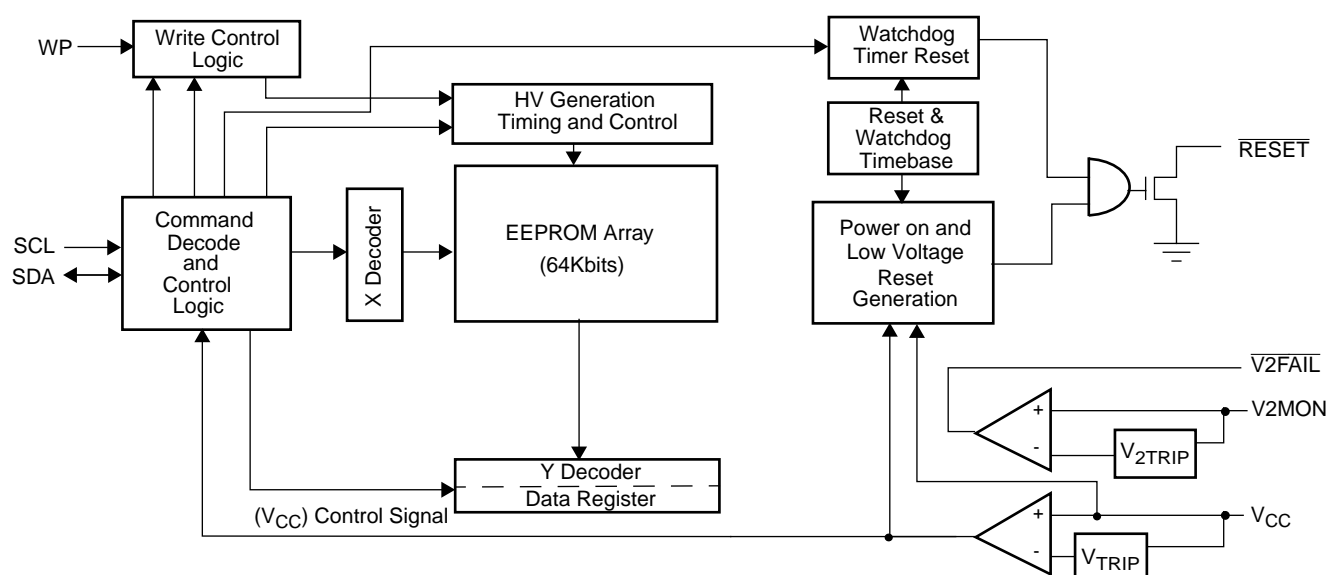 WP
Write Control
Logic
Watchdog
Timer Reset
HV Generation
Timing and Control
Reset &
Watchdog
Timebase
RESET
SCL
SDA
Command
Decode
and
Control
Logic
X Decoder
EEPROM Array
(64Kbits)
Power on and
Low Voltage
Reset
Generation
V2FAIL
+
V2MON
-
V2TRIP
Y Decoder
Data Register
(VCC) Control Signal
+
VCC
-
VTRIP